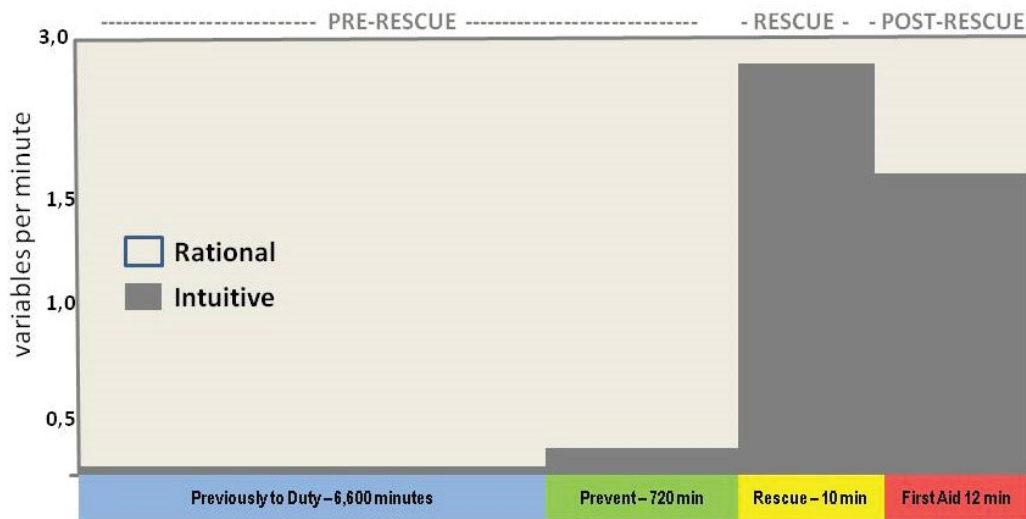 ---------------------------- PRE-RESCUE ----------------------------- - RESCUE - - POST-RESCUE
3,0
variables per minute
1,5
Rational
Intuitive
1,0
0,5
Previously to Duty – 6,600 minutes Prevent – 720 min Rescue – 10 min First Aid 12 min